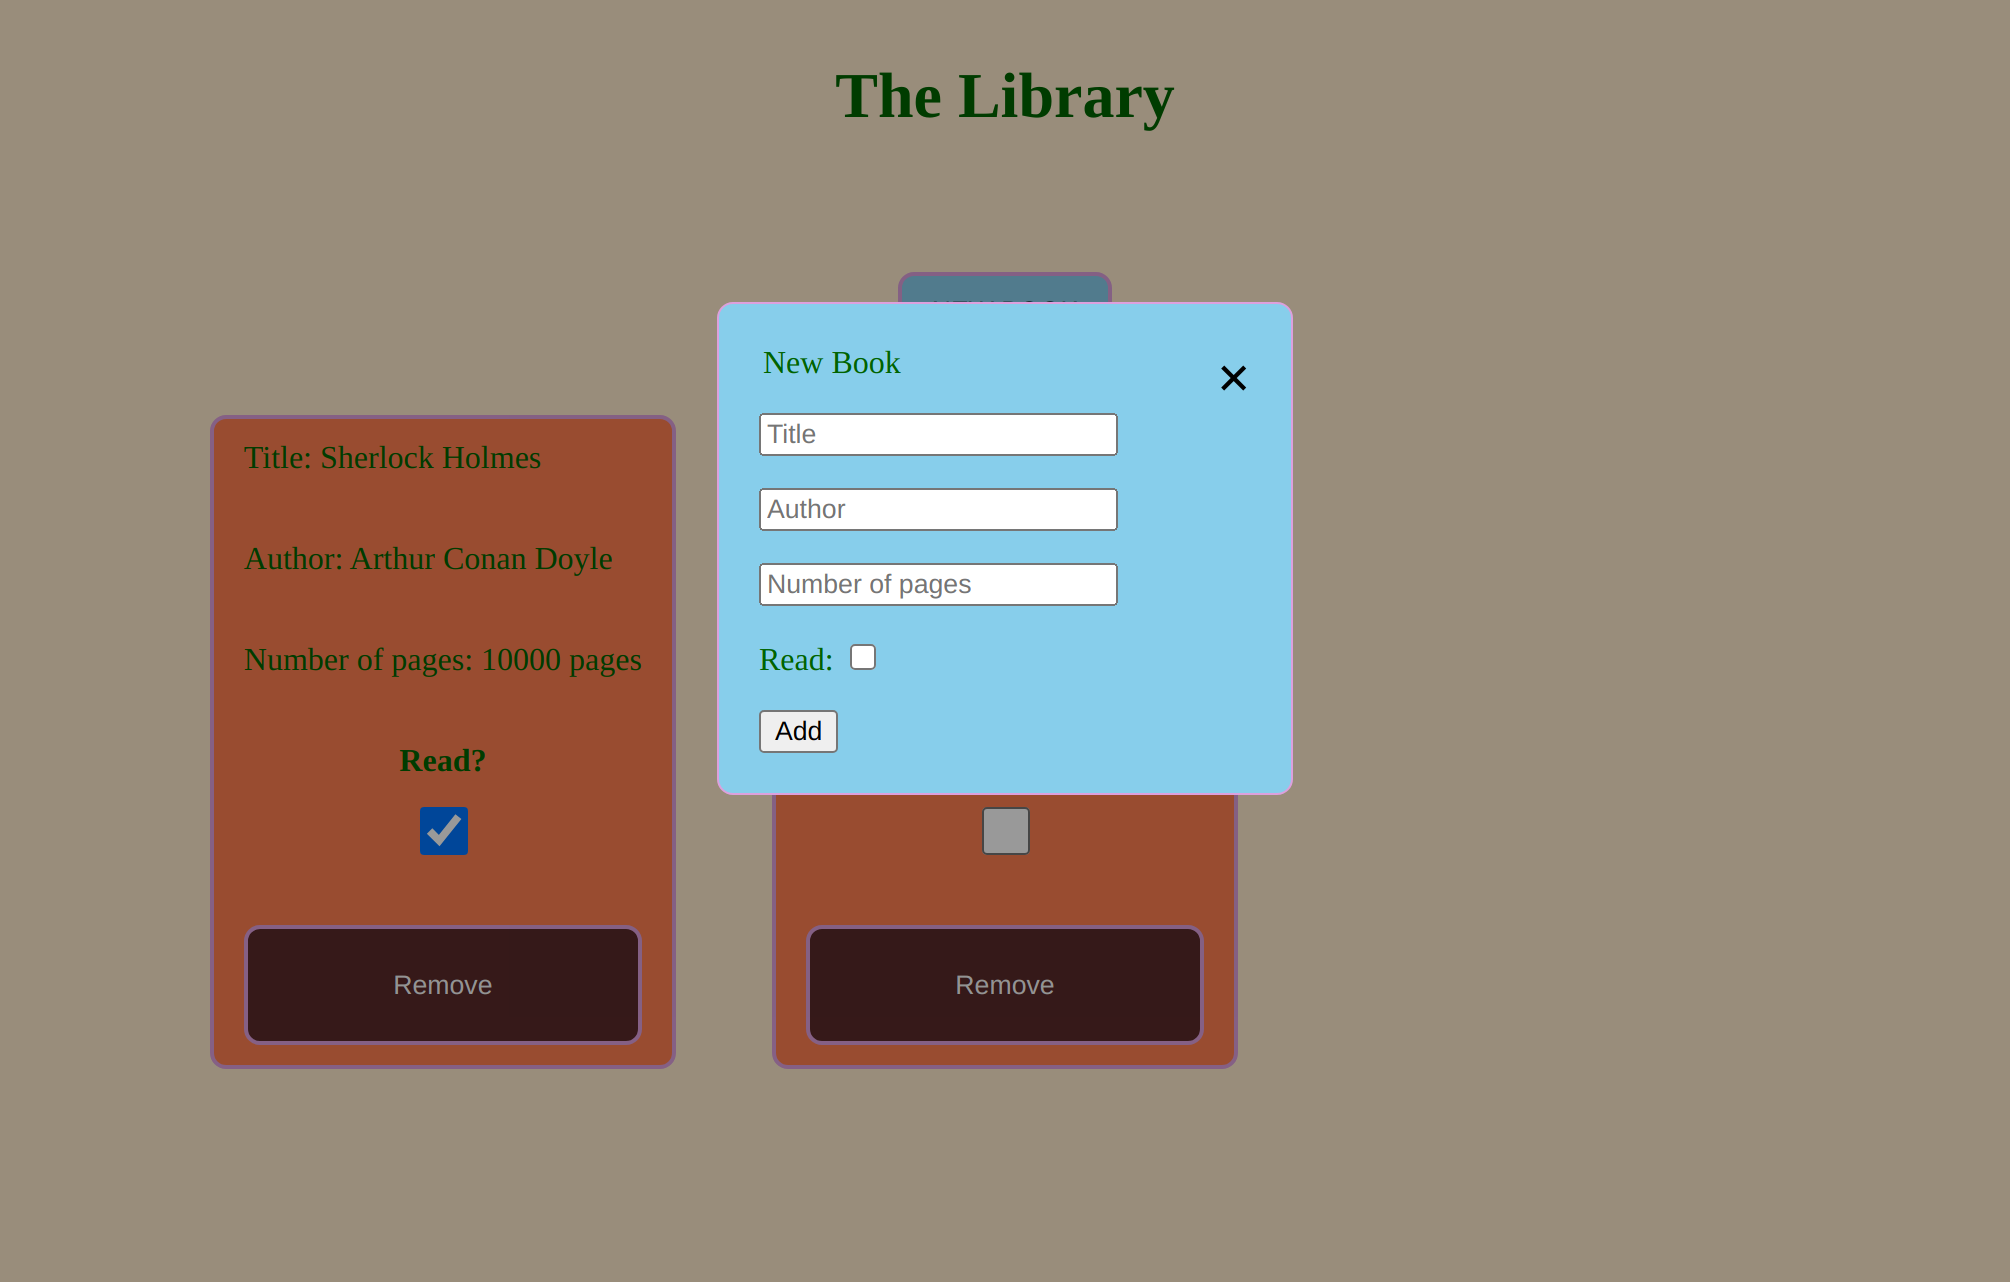 The Library
New Book
Title
Author
Number of pages
Read:
Add
Title: Sherlock Holmes
Author: Arthur Conan Doyle
Number of pages: 10000 pages
Read?
Remove
Remove